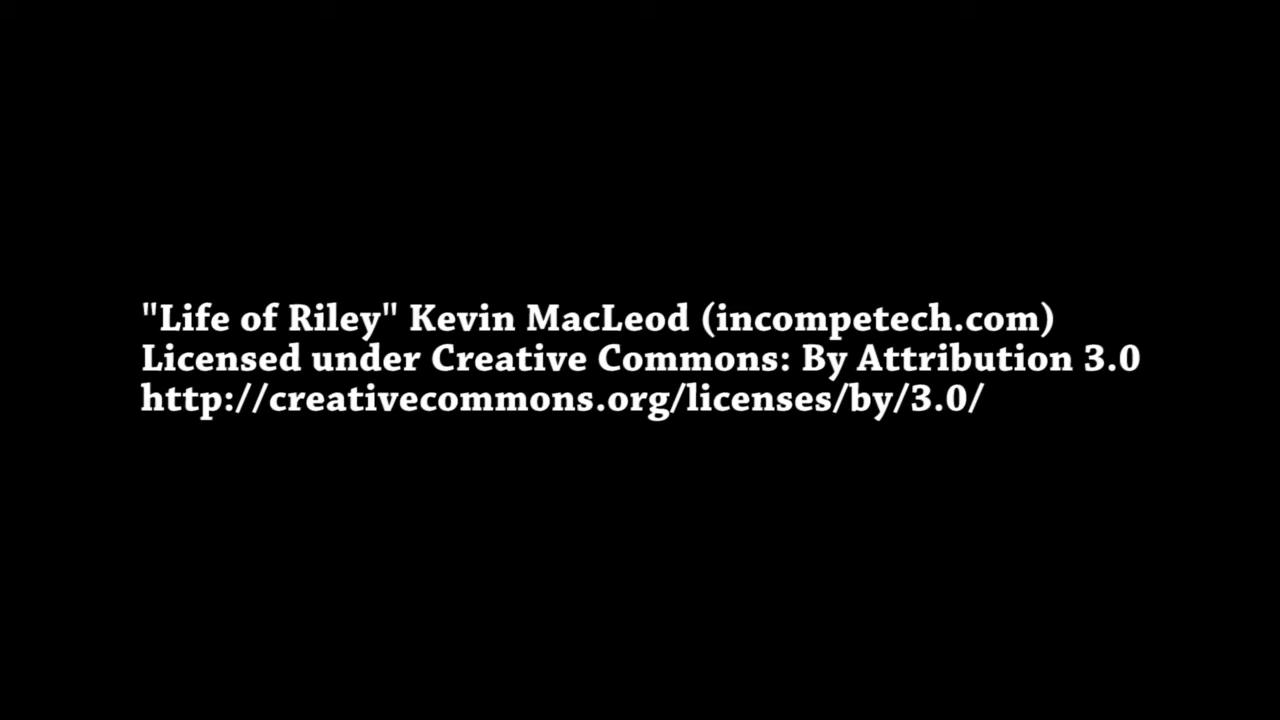 "Life of Riley" Kevin MacLeod (incompetech.com)
Licensed under Creative Commons: By Attribution 3.0
http://creativecommons.org/licenses/by/3.0/